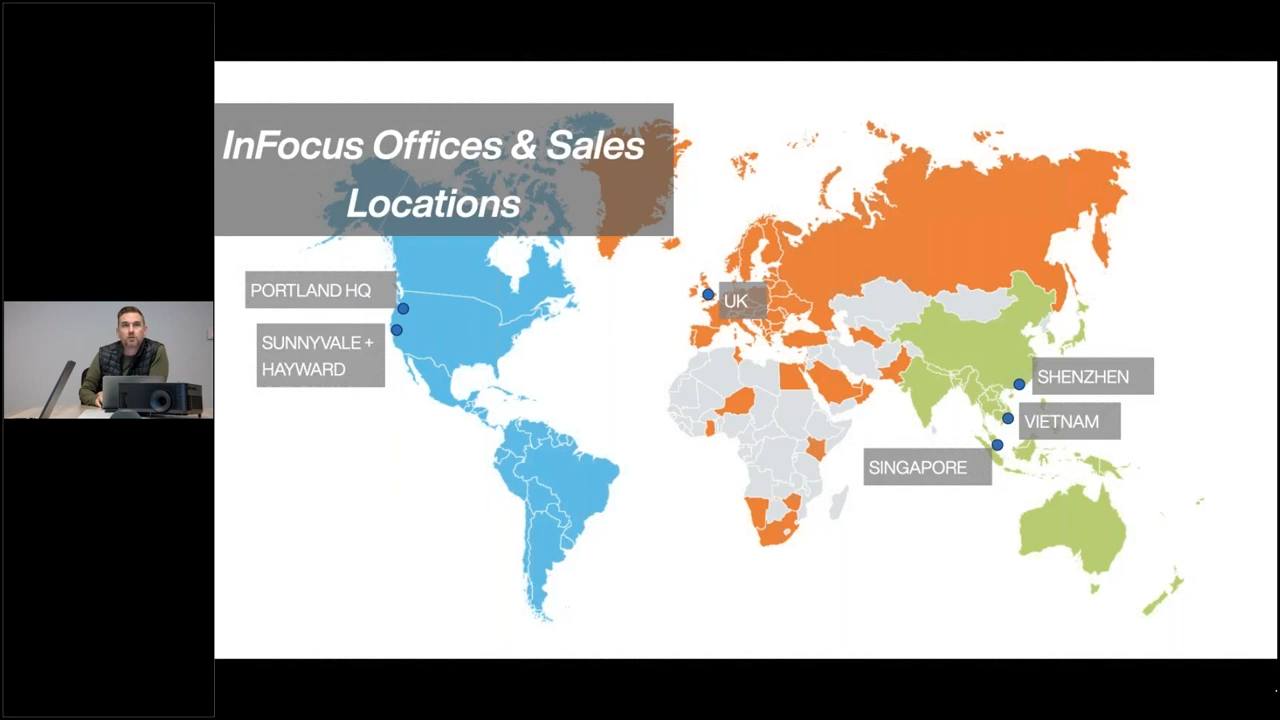 InFocus Offices & Sales
Locations
PORTLAND HQ
SUNNYVALE +
HAYWARD
UK
SHENZHEN
VIETNAM
SINGAPORE